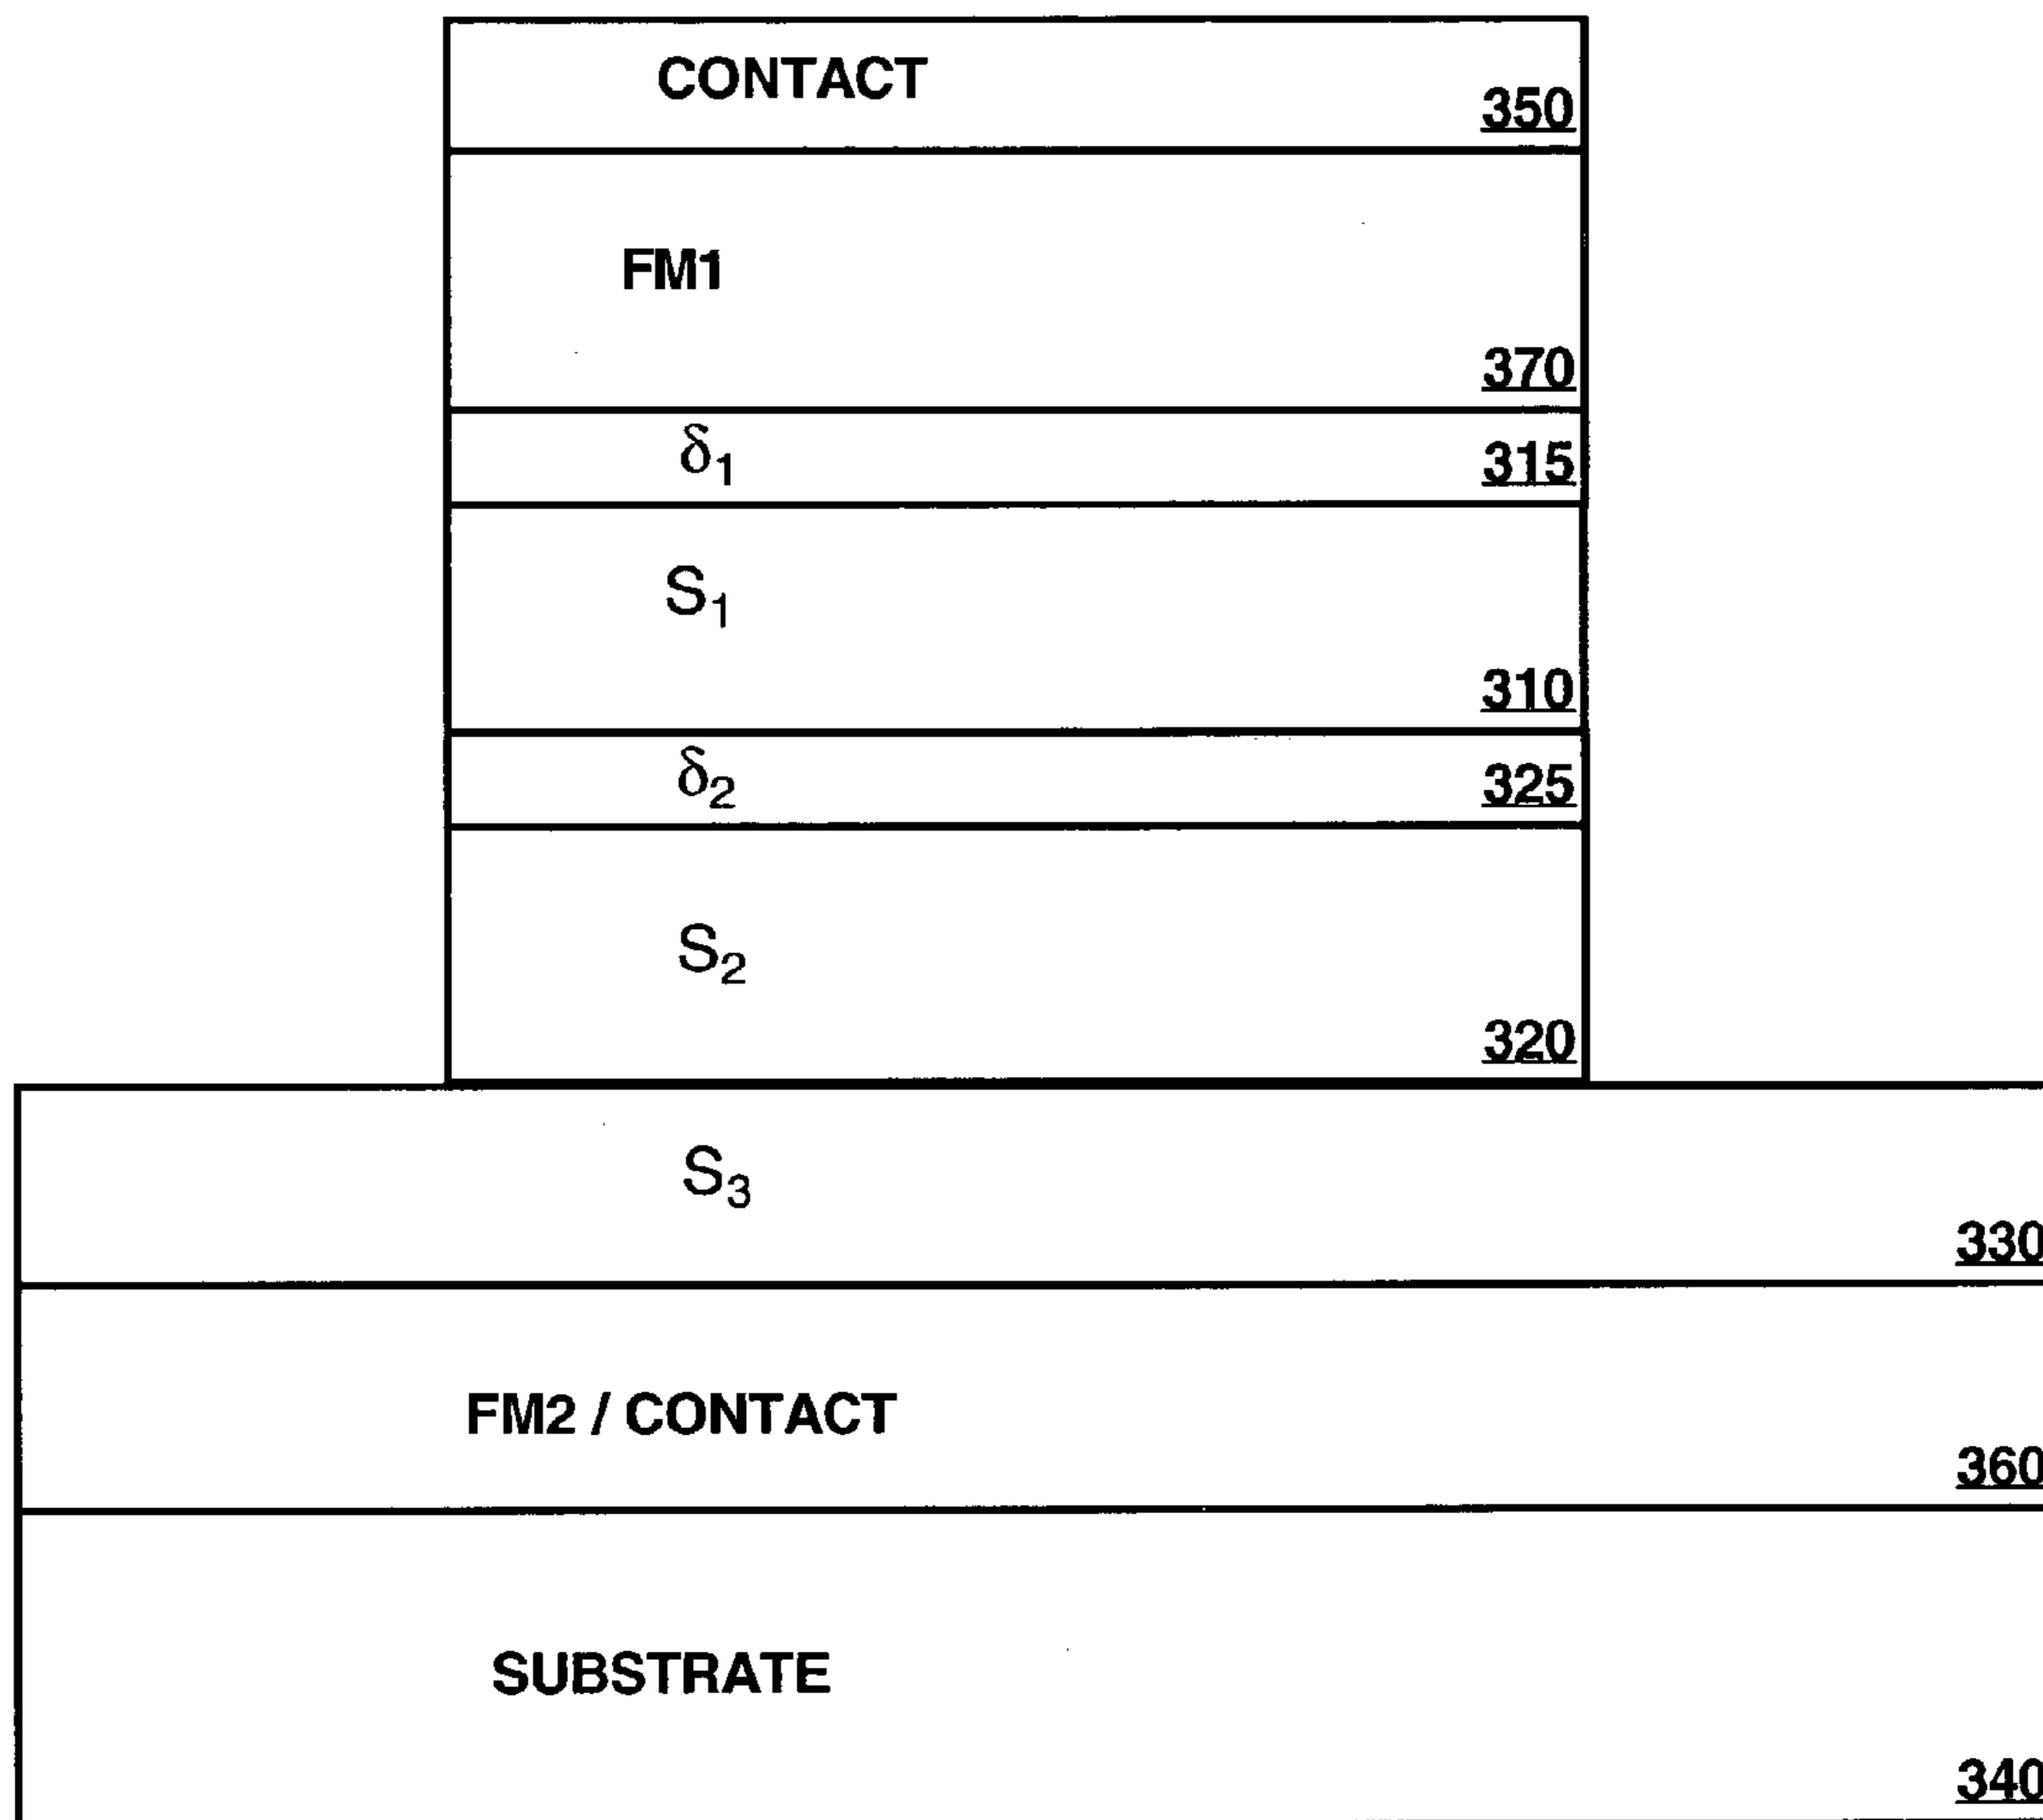 CONTACT
350
FM1
370
δ₁
315
S₁
310
δ₂
325
S₂
320
S₃
330
FM2 / CONTACT
360
SUBSTRATE
340